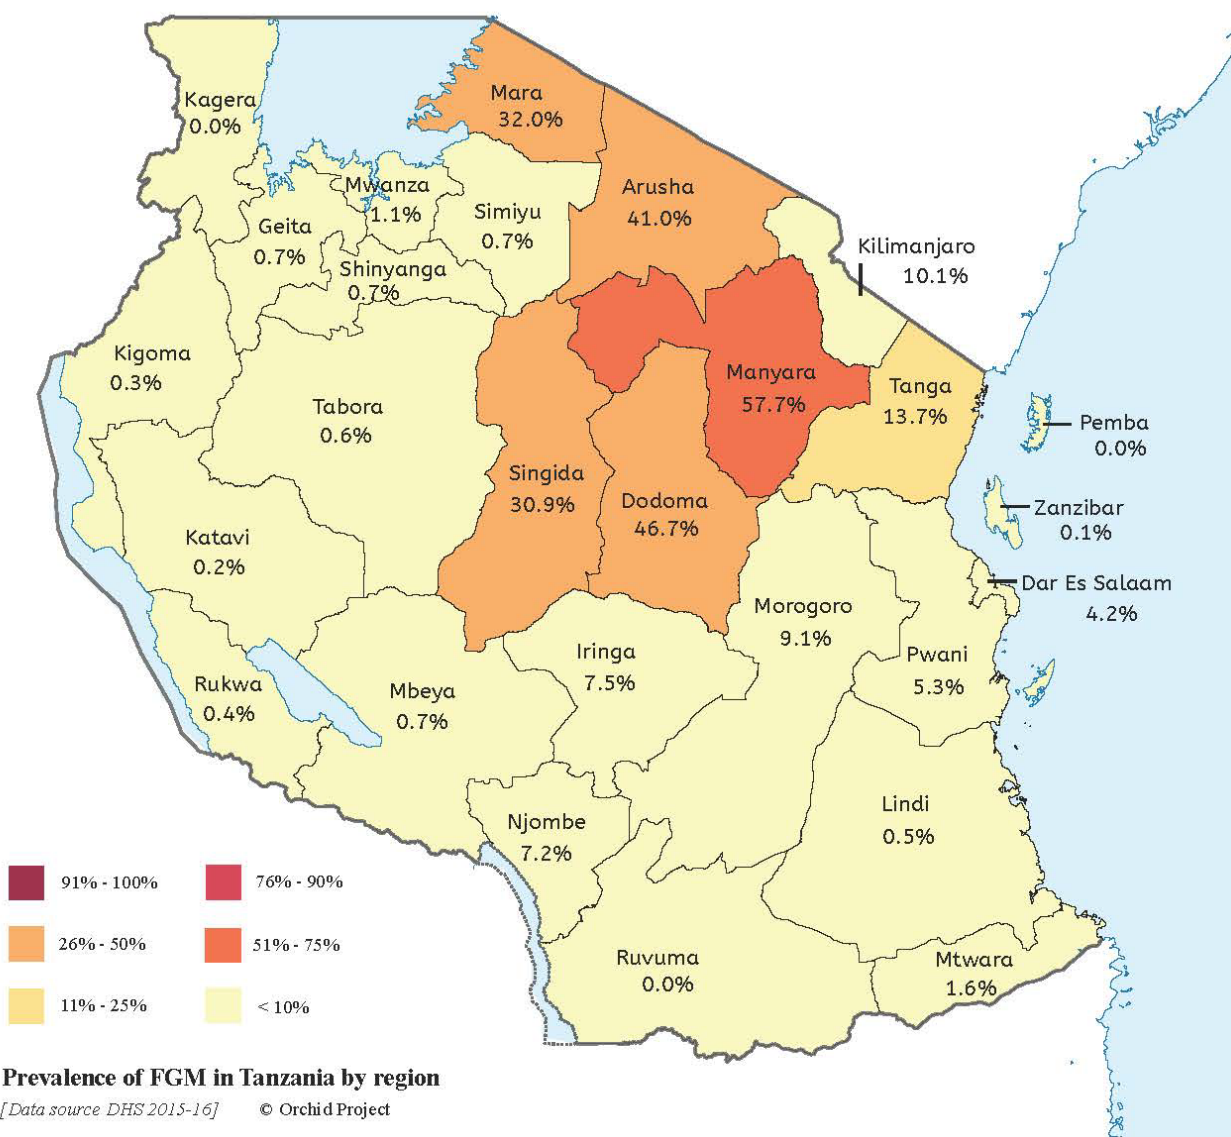 Kagera
0.0%
Mara
32.0%
Mwanza
1.1%
Simiyu
0.7%
Arusha
41.0%
Geita
0.7%
Shinyanga
0.7%
Kilimanjaro
10.1%
Kigoma
0.3%
Tabora
0.6%
Manyara
57.7%
Tanga
13.7%
Pemba
0.0%
Singida
30.9%
Dodoma
46.7%
Zanzibar
0.1%
Katavi
0.2%
Dar Es Salaam
4.2%
Morogoro
9.1%
Iringa
7.5%
Pwani
5.3%
Rukwa
0.4%
Mbeya
0.7%
Lindi
0.5%
Njombe
7.2%
Ruvuma
0.0%
Mtwara
1.6%
91% - 100%
76% - 90%
26% - 50%
51% - 75%
11% - 25%
< 10%
Prevalence of FGM in Tanzania by region
[Data source DHS 2015-16] © Orchid Project